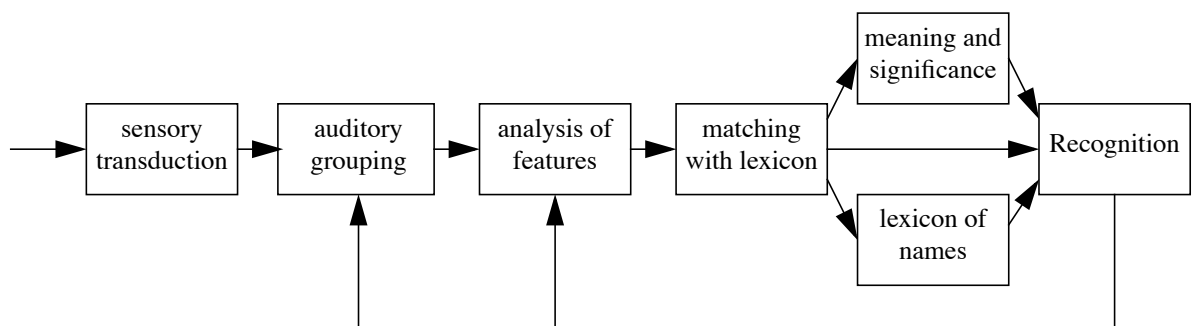 sensory
transduction
auditory
grouping
analysis of
features
matching
with lexicon
meaning and
significance
lexicon of
names
Recognition